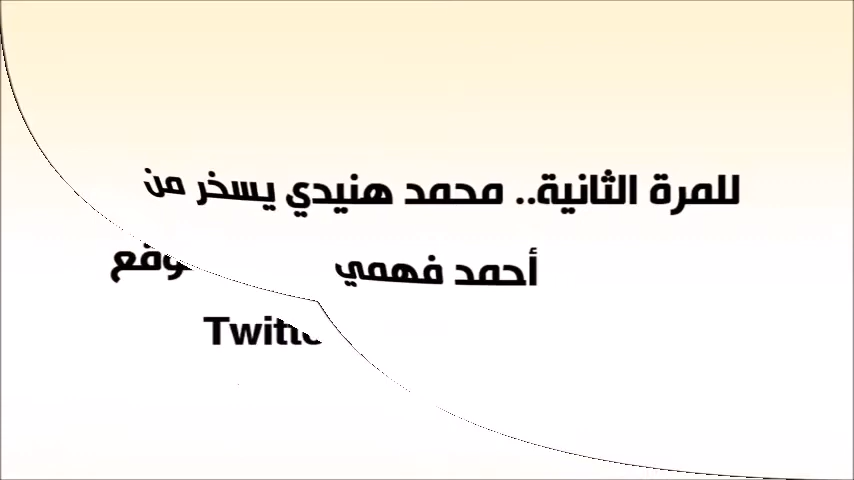 للمرة الثانية.. محمد هنيدي يسخر من
أحمد فهمي